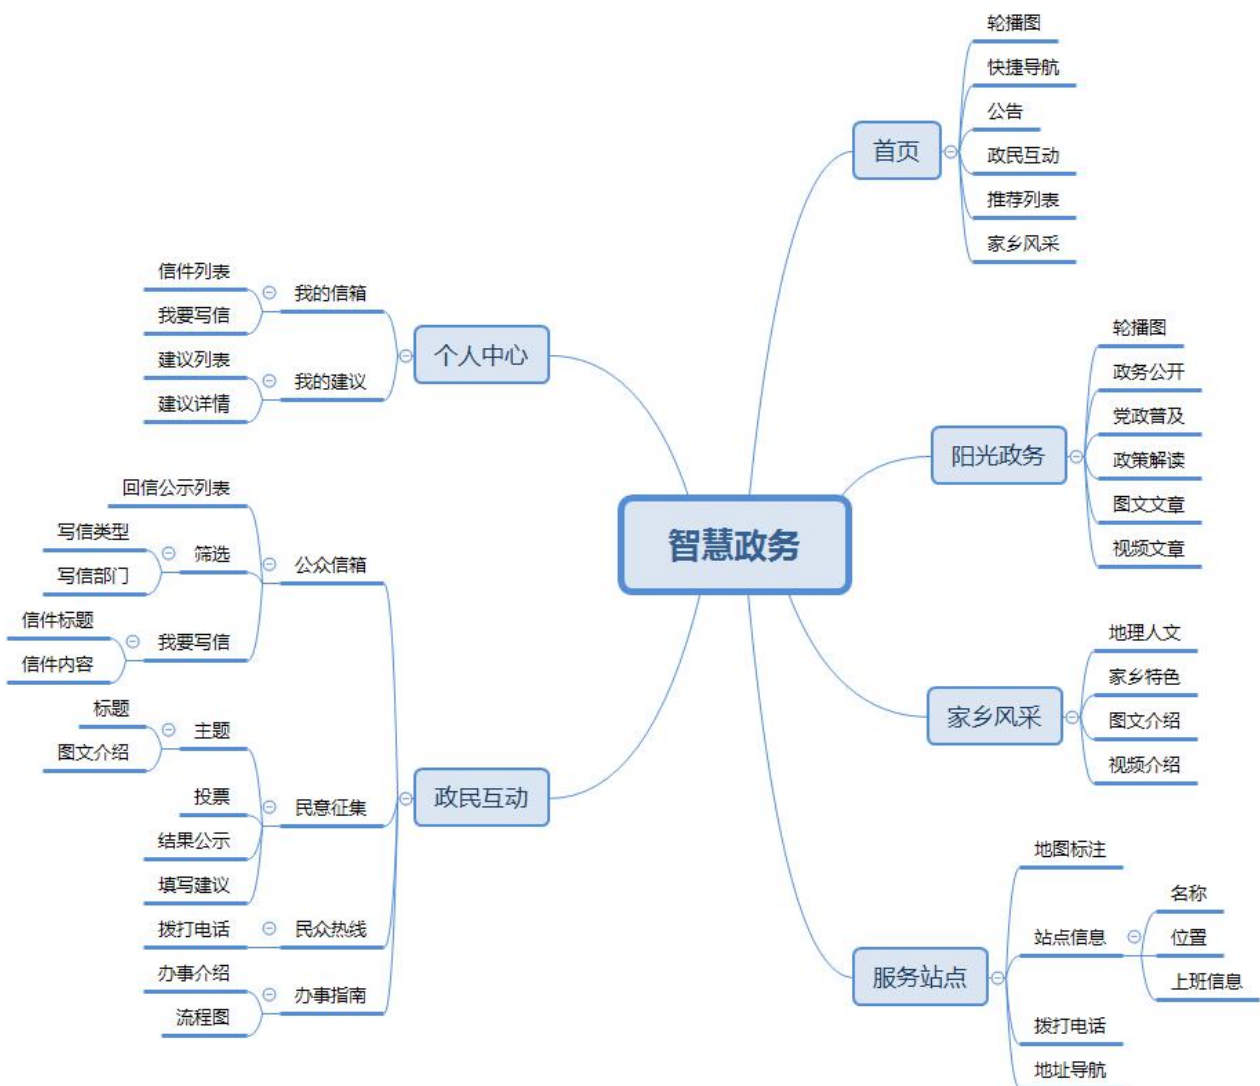 智慧政务
首页
轮播图
快捷导航
公告
政民互动
推荐列表
家乡风采
阳光政务
轮播图
政务公开
党政普及
政策解读
图文文章
视频文章
家乡风采
地理人文
家乡特色
图文介绍
视频介绍
服务站点
地图标注
站点信息
名称
位置
上班信息
拨打电话
地址导航
个人中心
我的信箱
信件列表
我要写信
我的建议
建议列表
建议详情
政民互动
公众信箱
回信公示列表
筛选
写信类型
写信部门
我要写信
信件标题
信件内容
民意征集
主题
标题
图文介绍
投票
结果公示
填写建议
民众热线
拨打电话
办事指南
办事介绍
流程图